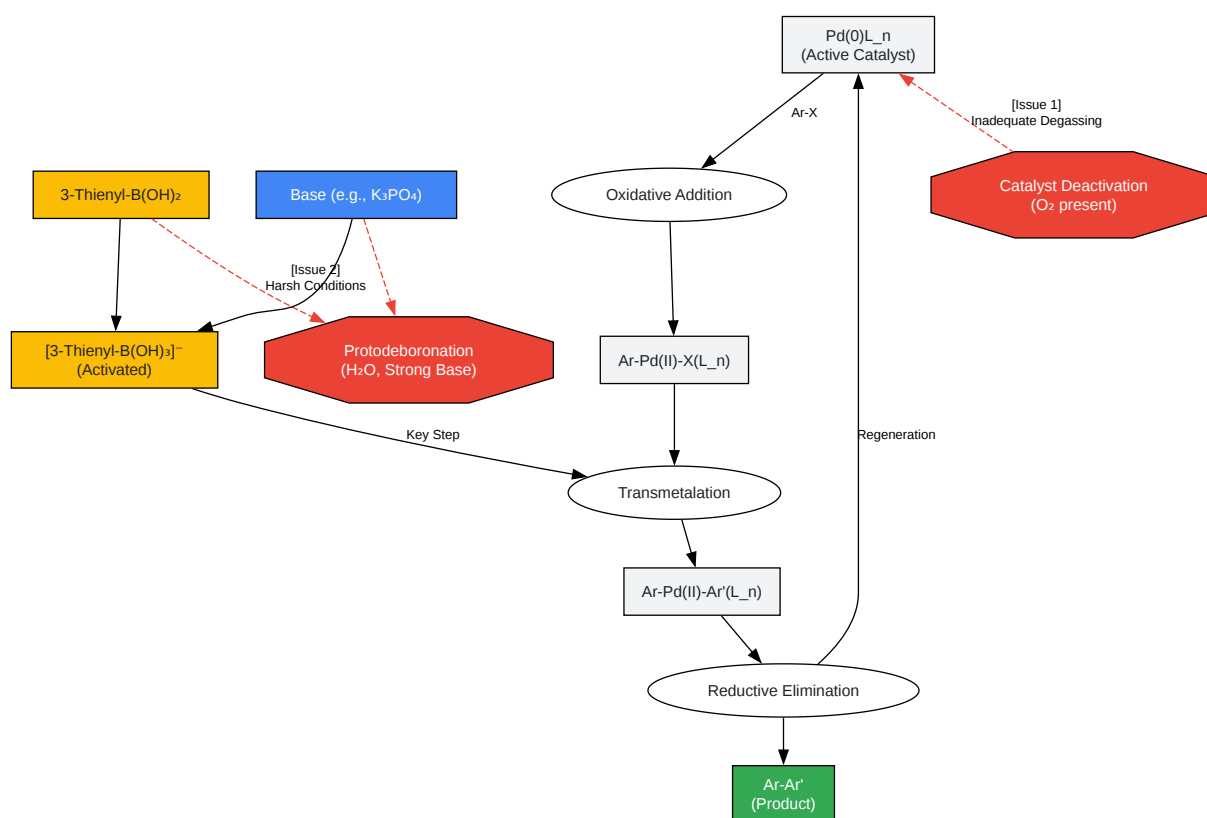 Pd(0)L_n
(Active Catalyst)
[Issue 1]
Inadequate Degassing
Ar-X
3-Thienyl-B(OH)₂
Base (e.g., K₃PO₄)
Oxidative Addition
Catalyst Deactivation
(O₂ present)
[Issue 2]
Harsh Conditions
[3-Thienyl-B(OH)₃]⁻
(Activated)
Protodeboronation
(H₂O, Strong Base)
Ar-Pd(II)-X(L_n)
Key Step
Regeneration
Transmetalation
Ar-Pd(II)-Ar'(L_n)
Reductive Elimination
Ar-Ar'
(Product)